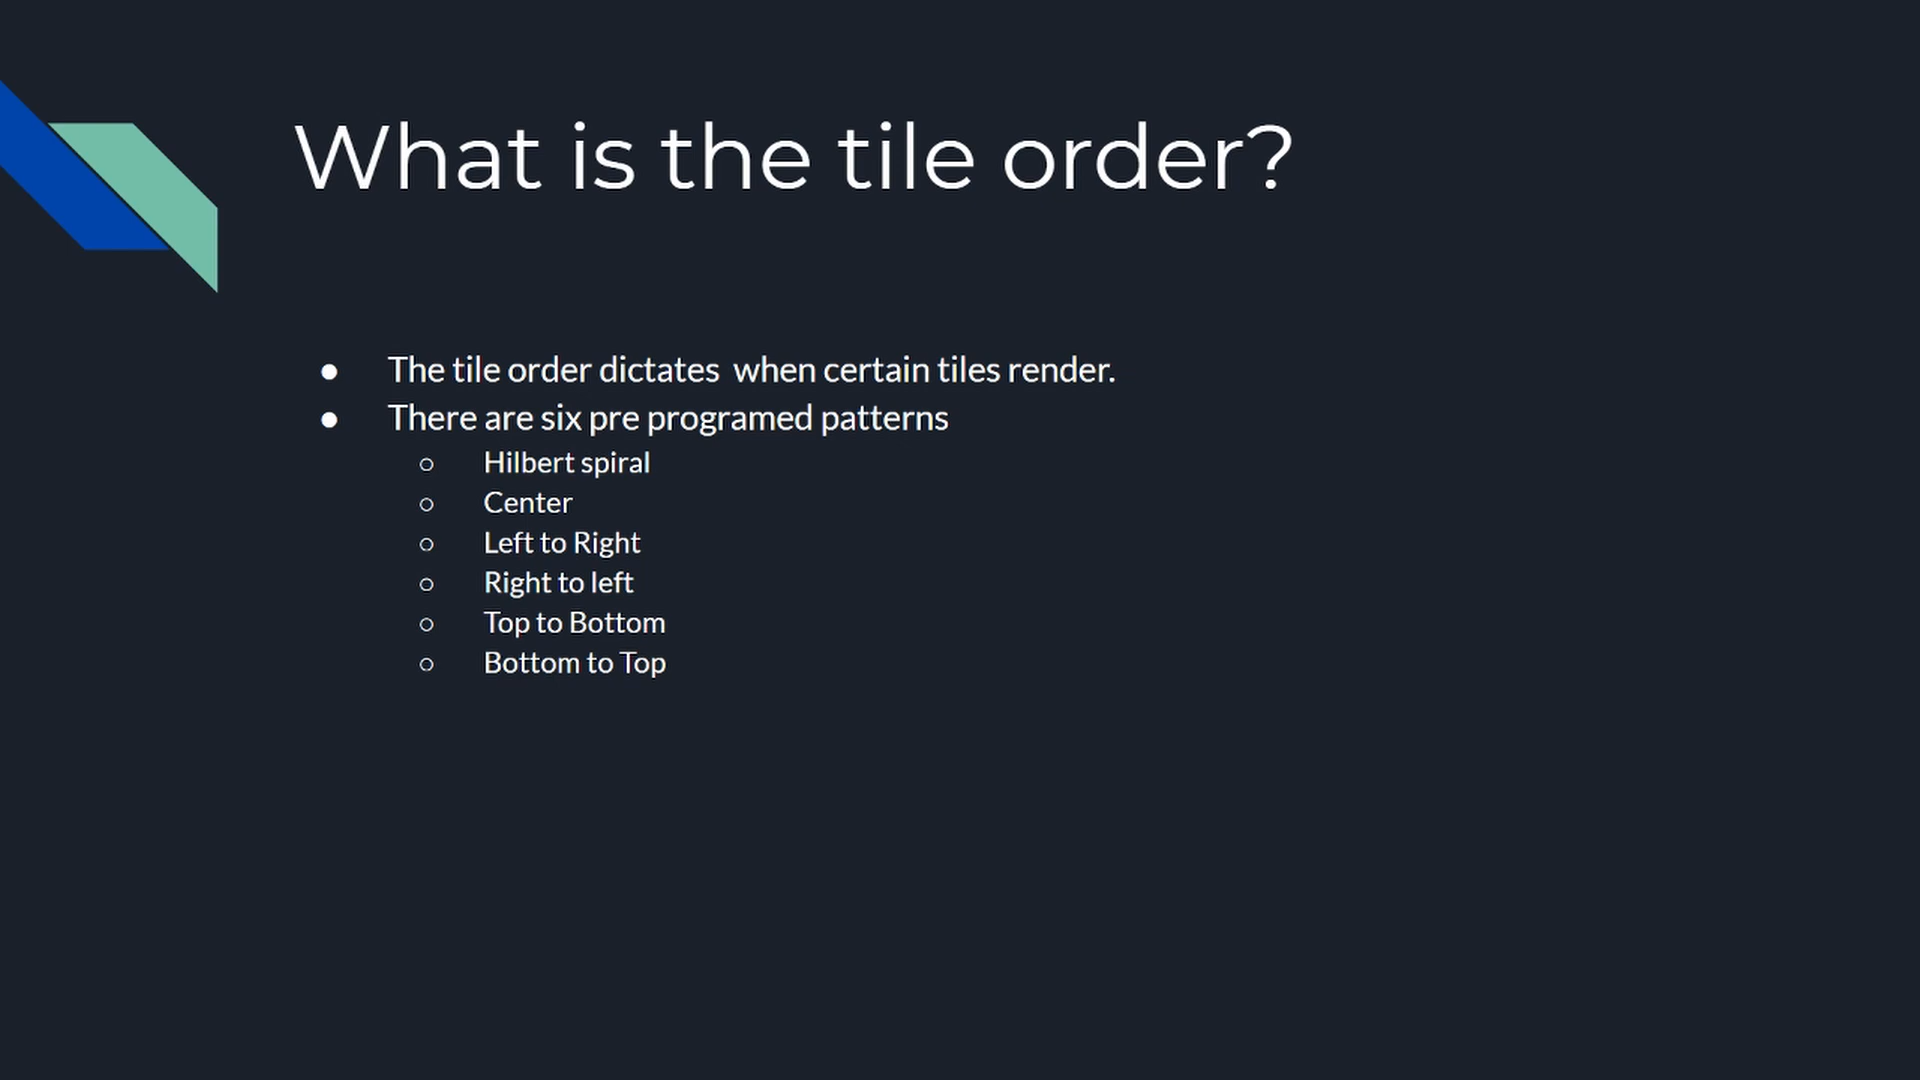 What is the tile order?
● The tile order dictates  when certain tiles render.
● There are six pre programed patterns
○ Hilbert spiral
○ Center
○ Left to Right
○ Right to left
○ Top to Bottom
○ Bottom to Top